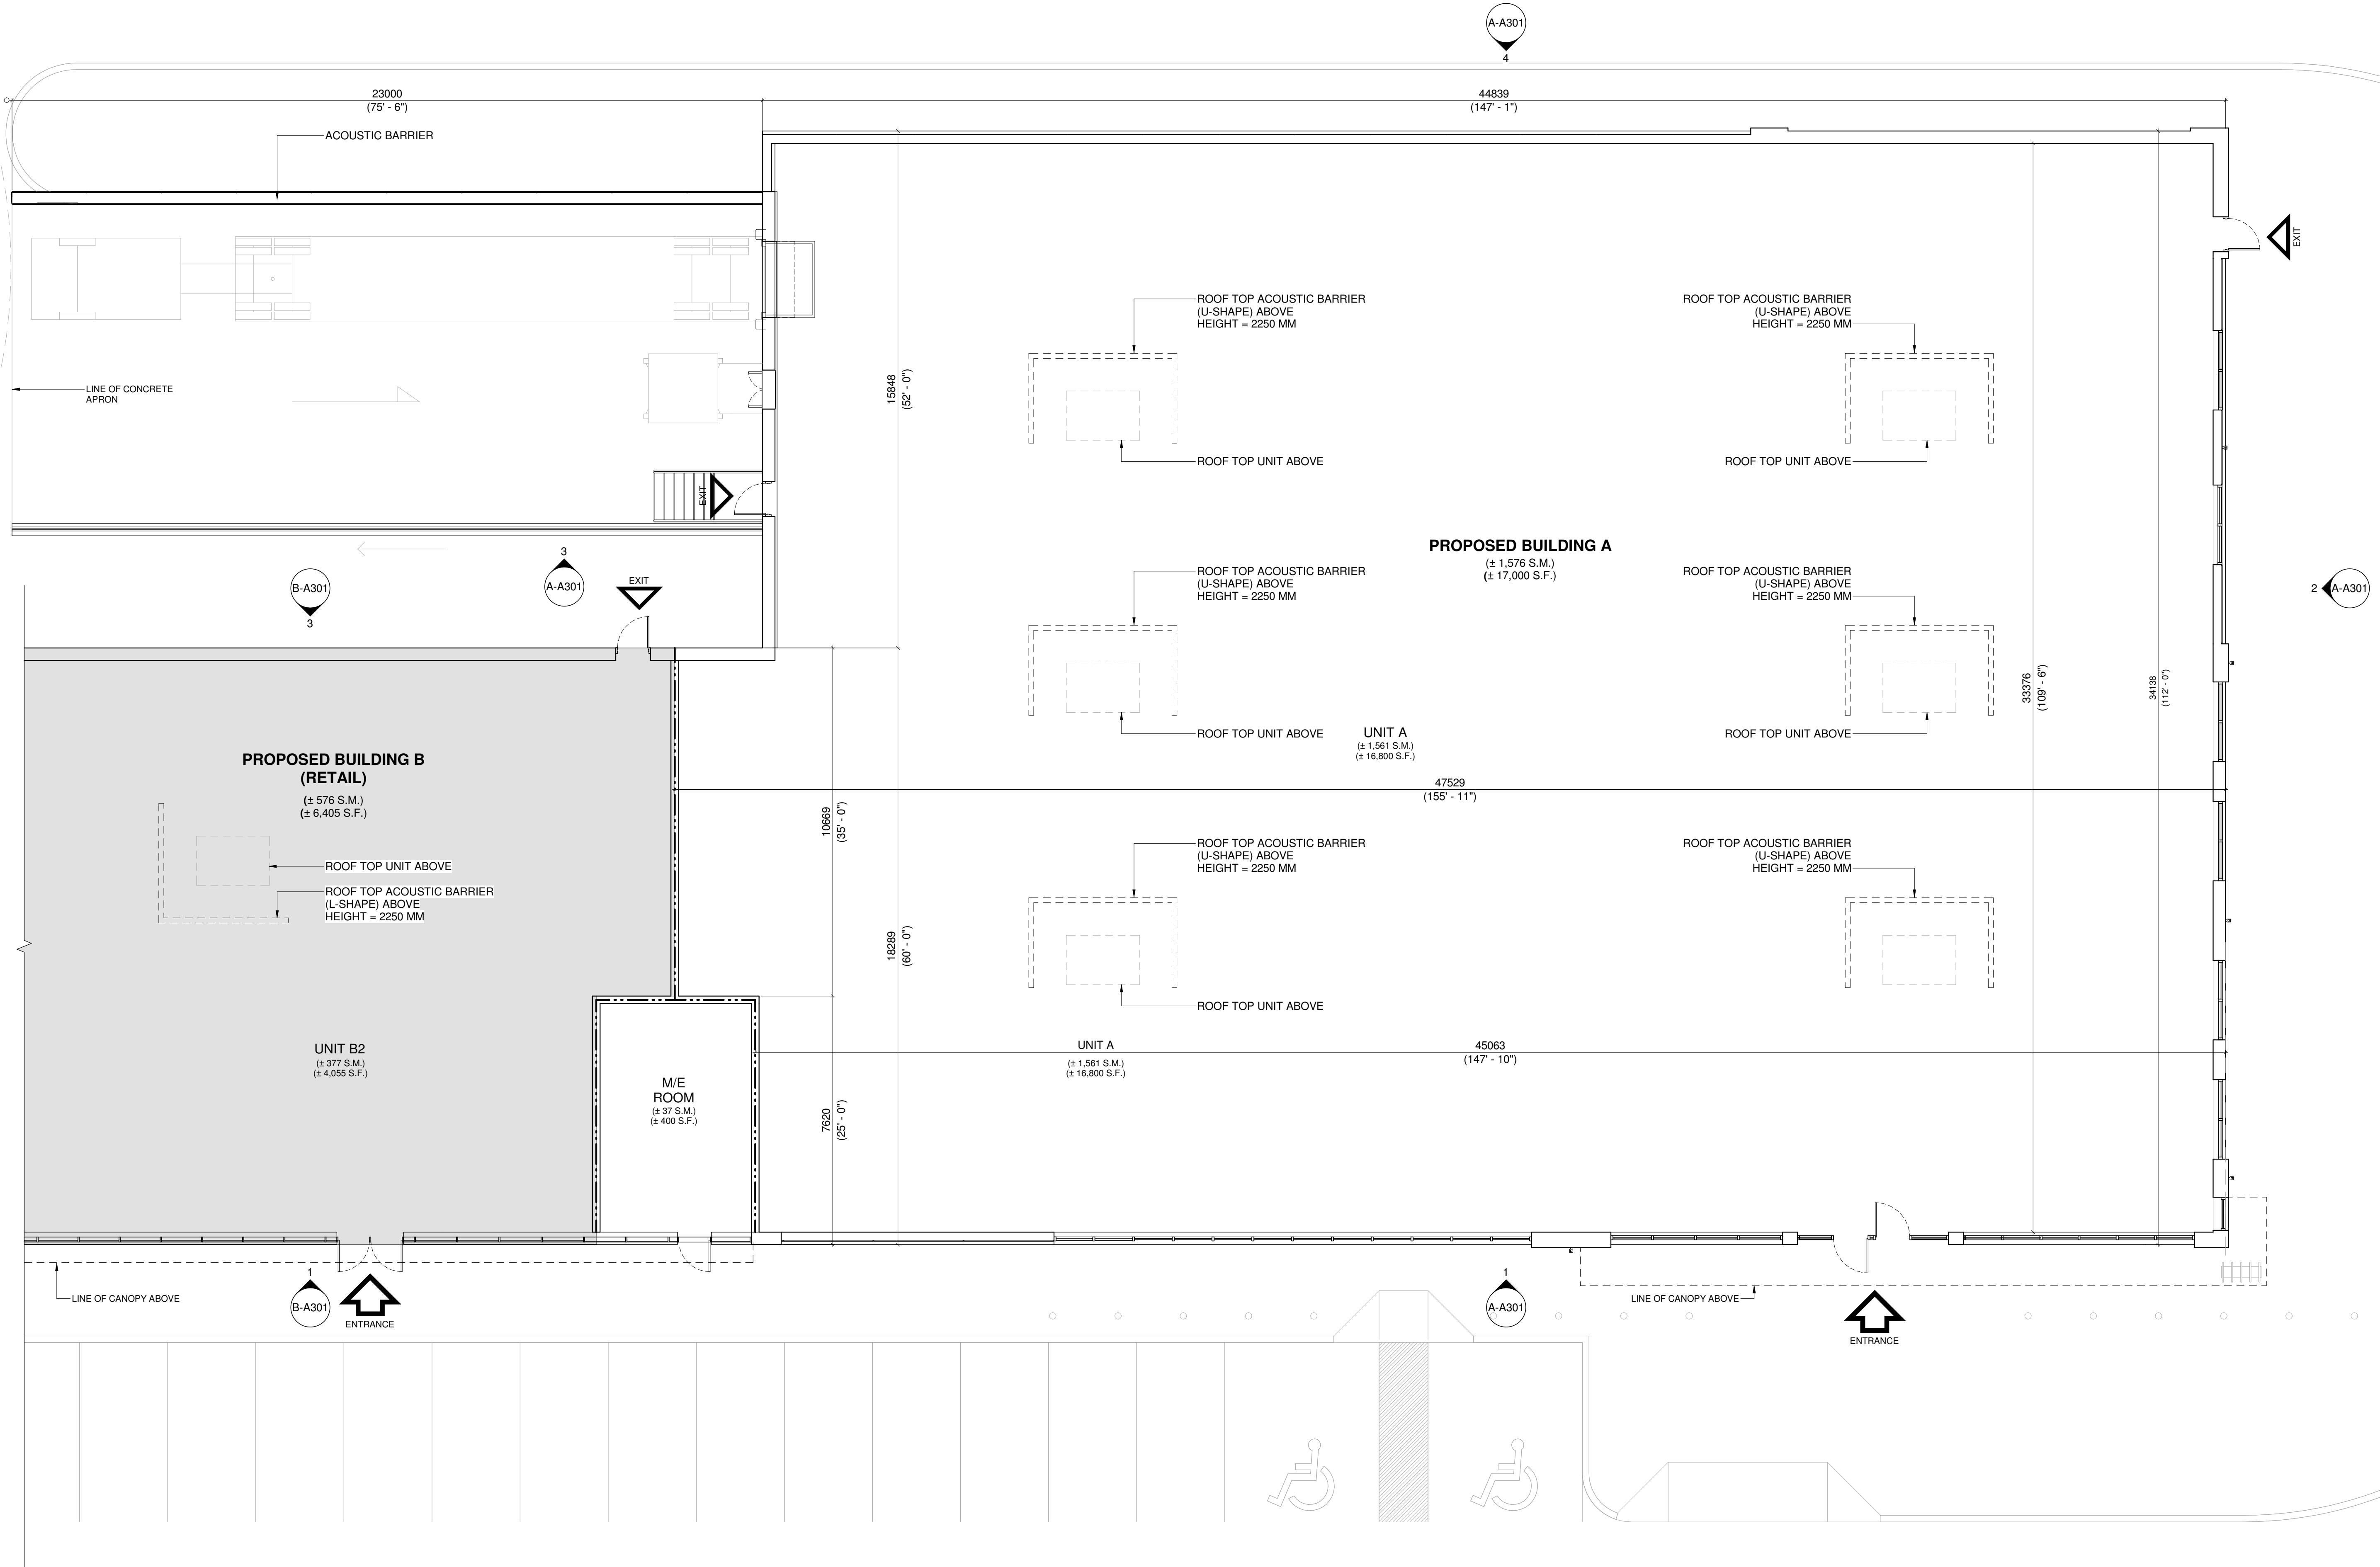 A-A301
4
23000
(75' - 6")
44839
(147' - 1")
ACOUSTIC BARRIER
EXIT
ROOF TOP ACOUSTIC BARRIER
(U-SHAPE) ABOVE
HEIGHT = 2250 MM
ROOF TOP ACOUSTIC BARRIER
(U-SHAPE) ABOVE
HEIGHT = 2250 MM
LINE OF CONCRETE
APRON
15848
(52' - 0")
ROOF TOP UNIT ABOVE
ROOF TOP UNIT ABOVE
EXIT
PROPOSED BUILDING A
(± 1,576 S.M.)
(± 17,000 S.F.)
3
A-A301
B-A301
3
EXIT
ROOF TOP ACOUSTIC BARRIER
(U-SHAPE) ABOVE
HEIGHT = 2250 MM
ROOF TOP ACOUSTIC BARRIER
(U-SHAPE) ABOVE
HEIGHT = 2250 MM
2
A-A301
33376
(109' - 6")
34138
(112' - 0")
ROOF TOP UNIT ABOVE
UNIT A
(± 1,561 S.M.)
(± 16,800 S.F.)
ROOF TOP UNIT ABOVE
PROPOSED BUILDING B
(RETAIL)
(± 576 S.M.)
(± 6,405 S.F.)
47529
(155' - 11")
10669
(35' - 0")
ROOF TOP UNIT ABOVE
ROOF TOP ACOUSTIC BARRIER
(L-SHAPE) ABOVE
HEIGHT = 2250 MM
ROOF TOP ACOUSTIC BARRIER
(U-SHAPE) ABOVE
HEIGHT = 2250 MM
ROOF TOP ACOUSTIC BARRIER
(U-SHAPE) ABOVE
HEIGHT = 2250 MM
18289
(60' - 0")
ROOF TOP UNIT ABOVE
UNIT B2
(± 377 S.M.)
(± 4,055 S.F.)
UNIT A
(± 1,561 S.M.)
(± 16,800 S.F.)
45063
(147' - 10")
M/E
ROOM
(± 37 S.M.)
(± 400 S.F.)
7620
(25' - 0")
LINE OF CANOPY ABOVE
1
B-A301
ENTRANCE
1
A-A301
LINE OF CANOPY ABOVE
ENTRANCE